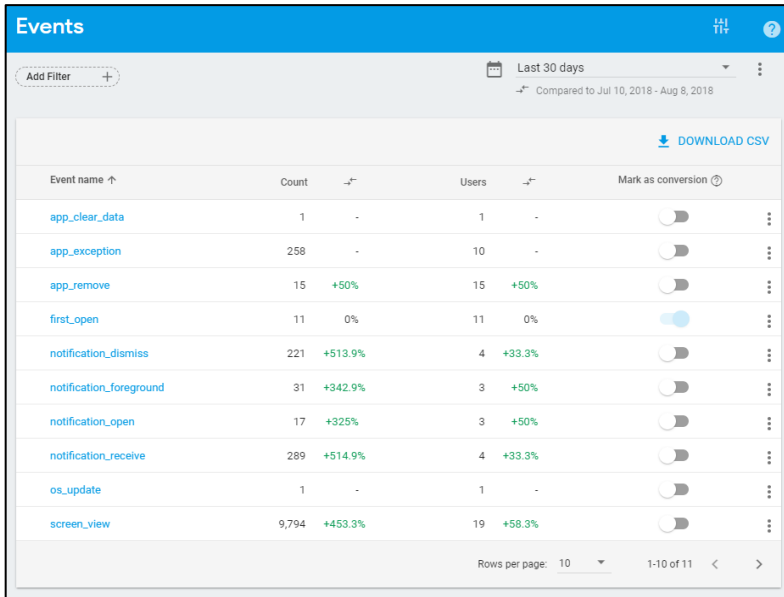 Events
Add Filter +
Last 30 days
Compared to Jul 10, 2018 - Aug 8, 2018
DOWNLOAD CSV
Event name Count Users Mark as conversion
app_clear_data 1 - 1 -
app_exception 258 - 10 -
app_remove 15 +50% 15 +50%
first_open 11 0% 11 0%
notification_dismiss 221 +513.9% 4 +33.3%
notification_foreground 31 +342.9% 3 +50%
notification_open 17 +325% 3 +50%
notification_receive 289 +514.9% 4 +33.3%
os_update 1 - 1 -
screen_view 9,794 +453.3% 19 +58.3%
Rows per page: 10 1-10 of 11